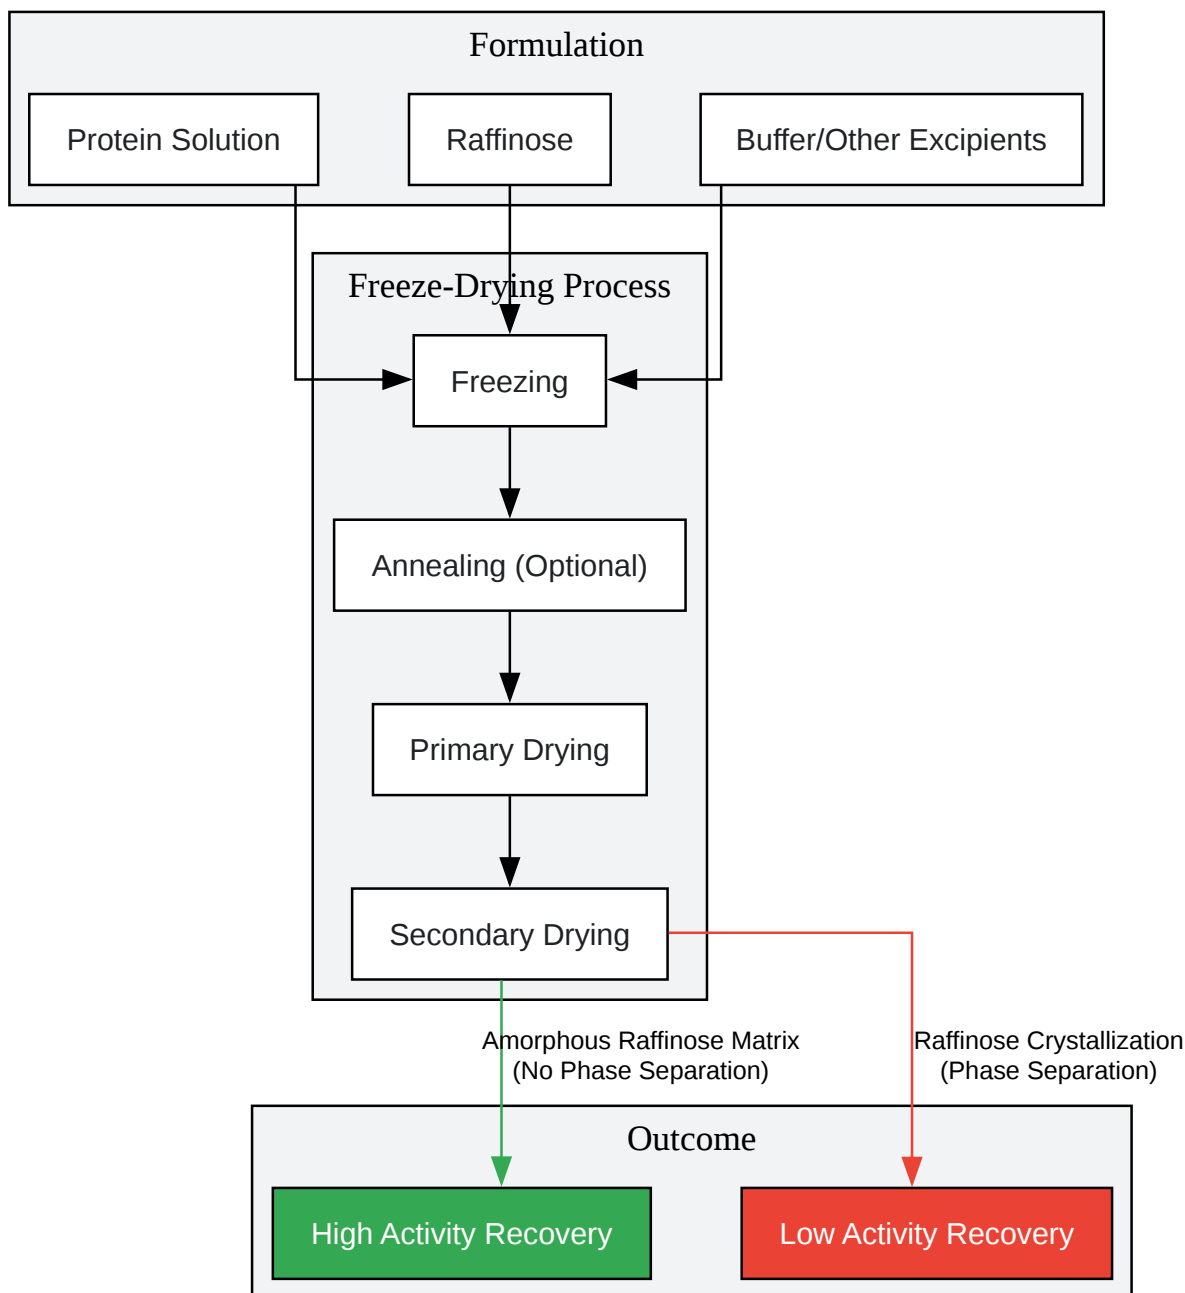 Formulation
Protein Solution
Raffinose
Buffer/Other Excipients
Freeze-Drying Process
Freezing
Annealing (Optional)
Primary Drying
Secondary Drying
Amorphous Raffinose Matrix
(No Phase Separation)
Raffinose Crystallization
(Phase Separation)
Outcome
High Activity Recovery
Low Activity Recovery